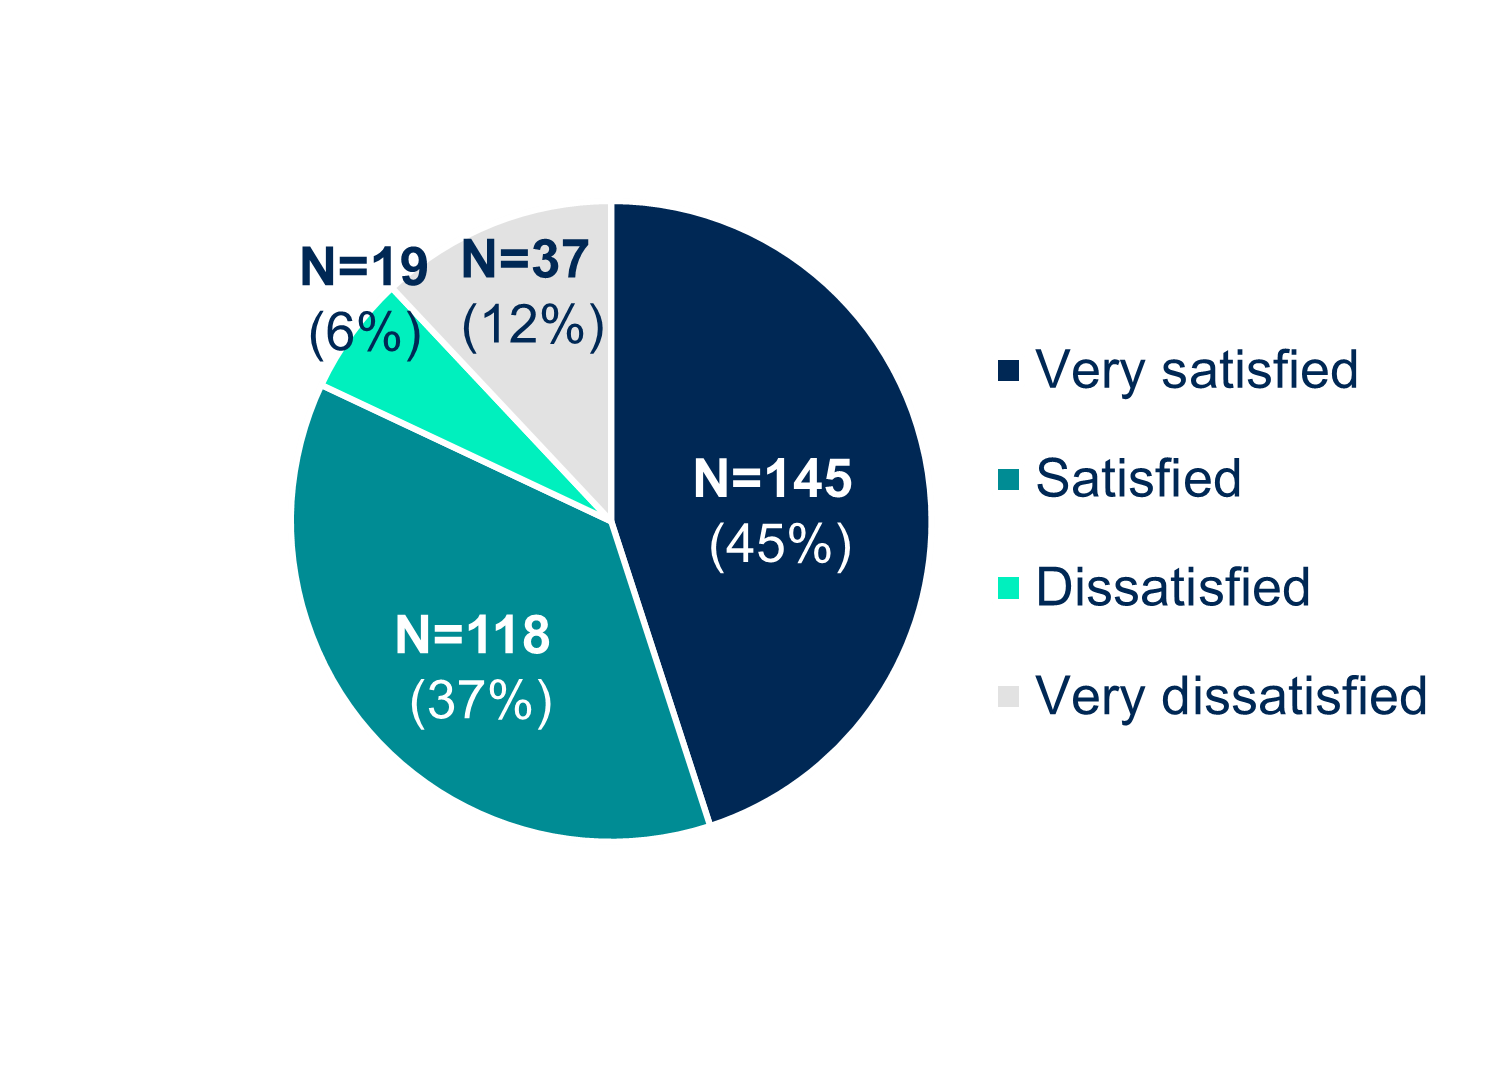 N=19
(6%)
N=37
(12%)
N=145
(45%)
N=118
(37%)
Very satisfied
Satisfied
Dissatisfied
Very dissatisfied